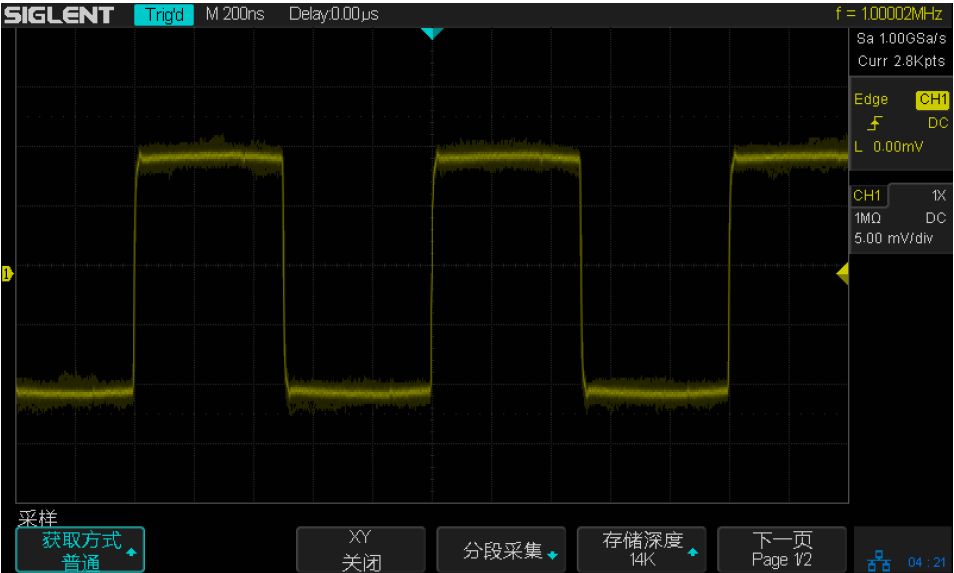 SIGLENT Trig'd M 200ns Delay:0.00µs f = 1.00002MHz
Sa 1.00GSa/s
Curr 2.8Kpts
Edge CH1
DC
L 0.00mV
CH1 1X
1MΩ DC
5.00 mV/div
1
采样
获取方式
普通
XY
关闭
分段采集
存储深度
14K
下一页
Page 1/2
04:21